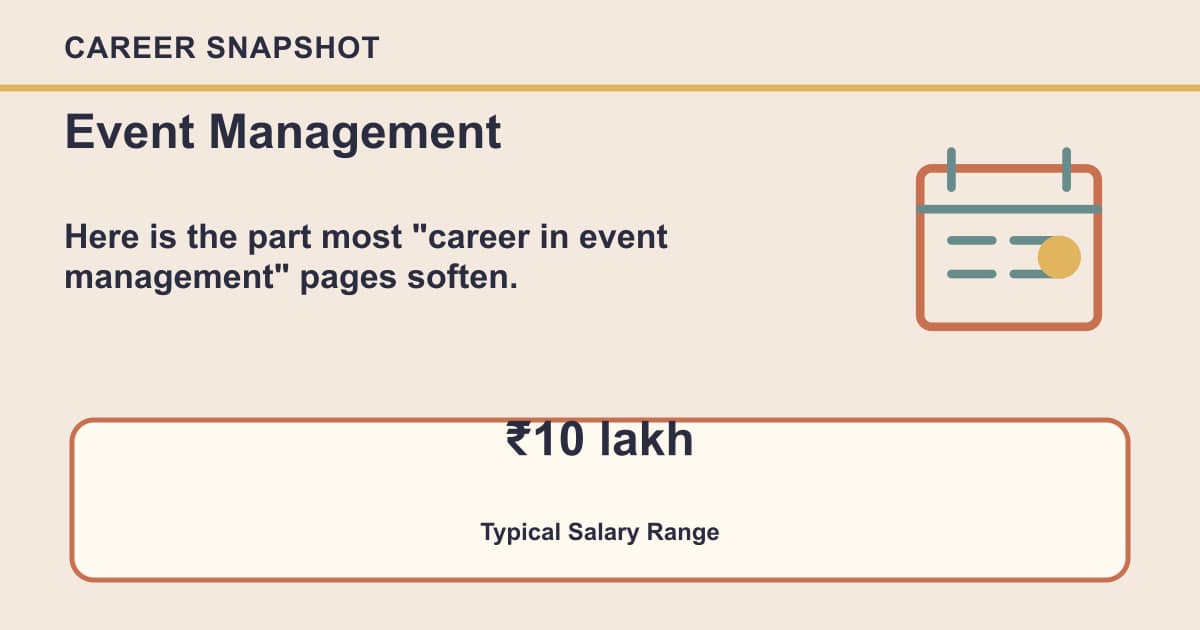 CAREER SNAPSHOT
Event Management
Here is the part most "career in event
management" pages soften.
₹10 lakh
Typical Salary Range